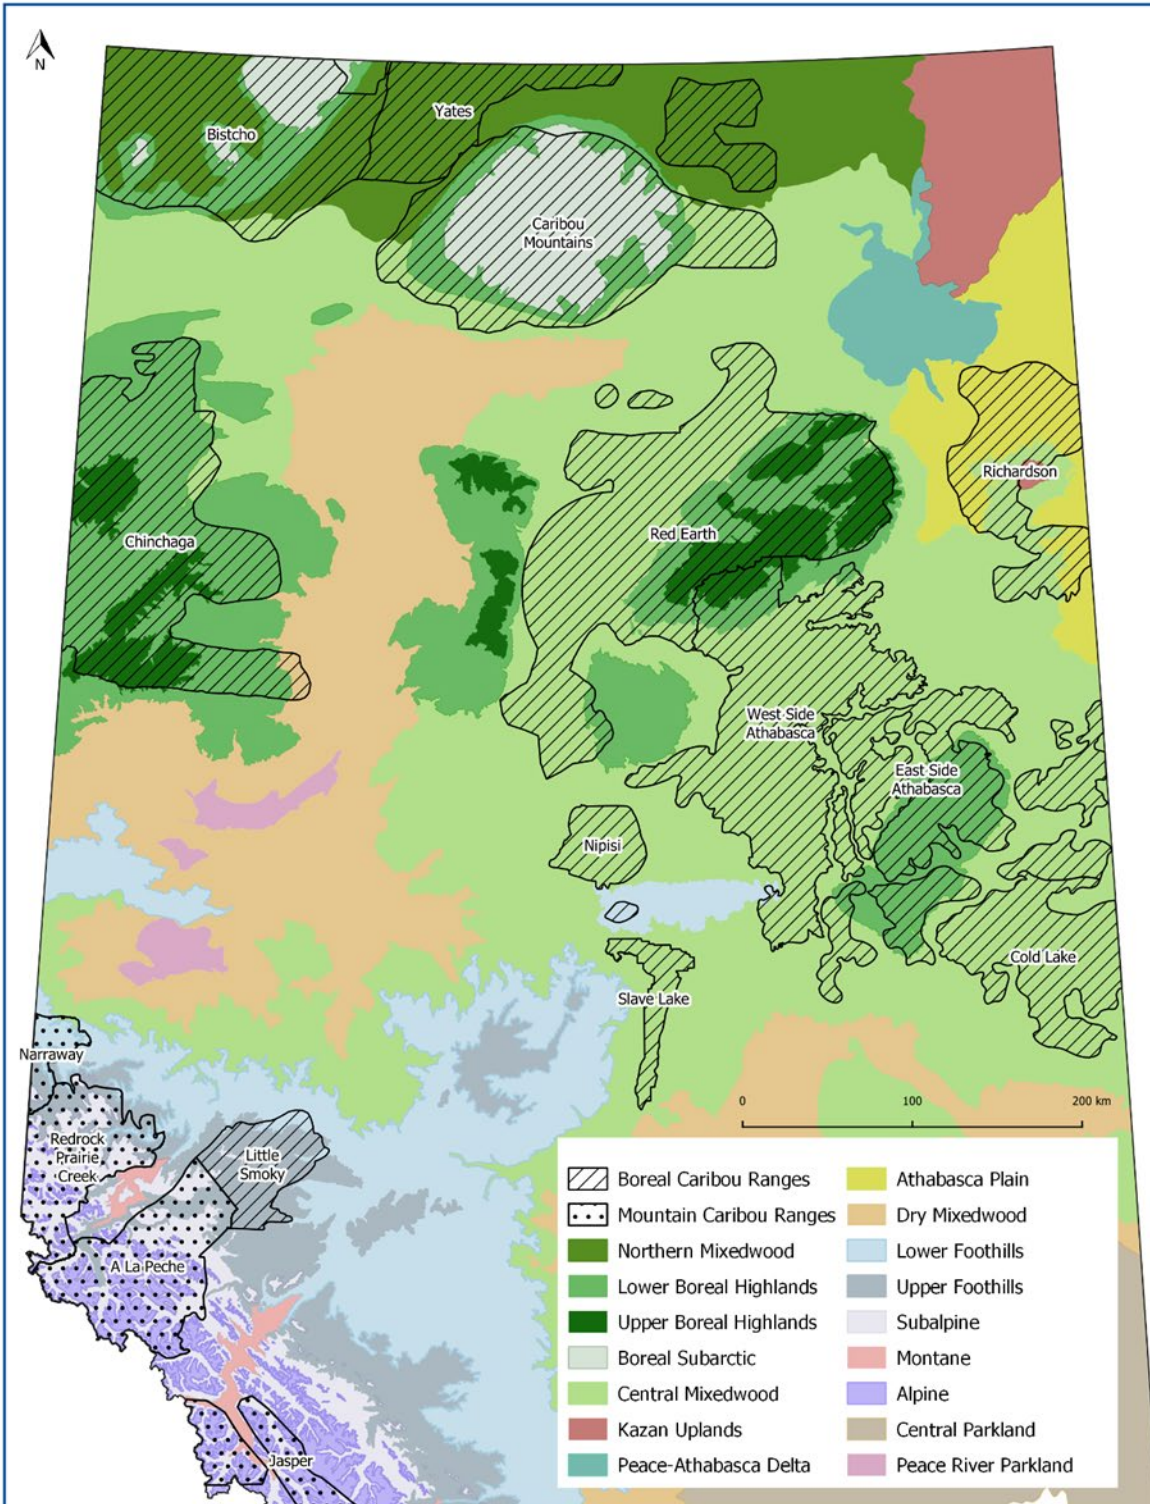 N
Yates
Bistcho
Caribou
Mountains
Richardson
Chinchaga
Red Earth
West Side
Athabasca
East Side
Athabasca
Nipisi
Cold Lake
Slave Lake
Narraway
Redrock
Prairie
Creek
Little
Smoky
A La Peche
Jasper
0 100 200 km
Boreal Caribou Ranges
Mountain Caribou Ranges
Northern Mixedwood
Lower Boreal Highlands
Upper Boreal Highlands
Boreal Subarctic
Central Mixedwood
Kazan Uplands
Peace-Athabasca Delta
Athabasca Plain
Dry Mixedwood
Lower Foothills
Upper Foothills
Subalpine
Montane
Alpine
Central Parkland
Peace River Parkland